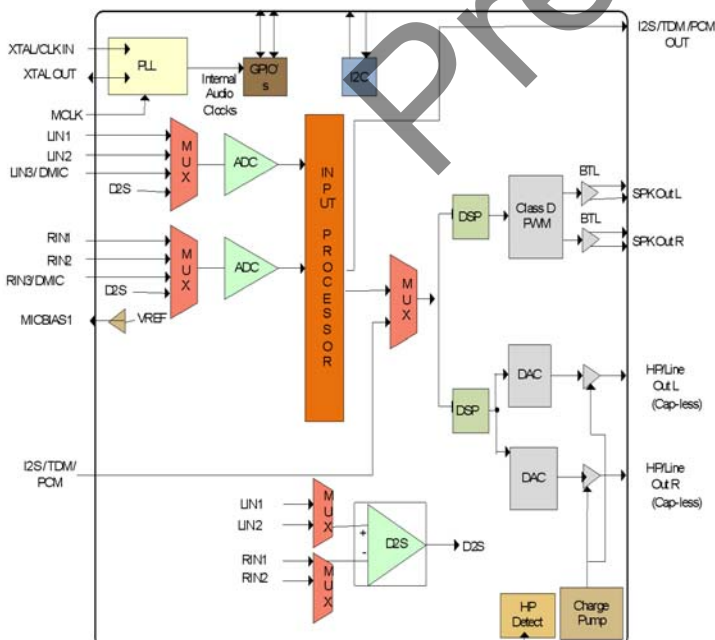 I2S/TDM/PCM
OUT
XTAL/CLK IN
XTAL OUT
MCLK
PLL
Internal
Audio
Clocks
GPIO'
s
I2C
Pre
LIN1
LIN2
LIN3/DMIC
D2S
MUX
ADC
RIN1
RIN2
RIN3/DMIC
D2S
MUX
ADC
MICBIAS1
VREF
INPUT PROCESSOR
MUX
DSP
Class D
PWM
BTL
SPK Out L
BTL
SPK Out R
DSP
DAC
HP/Line
Out L
(Cap-less)
DAC
HP/Line
Out R
(Cap-less)
I2S/TDM/
PCM
LIN1
LIN2
MUX
RIN1
RIN2
MUX
+
-
D2S
D2S
HP
Detect
Charge
Pump